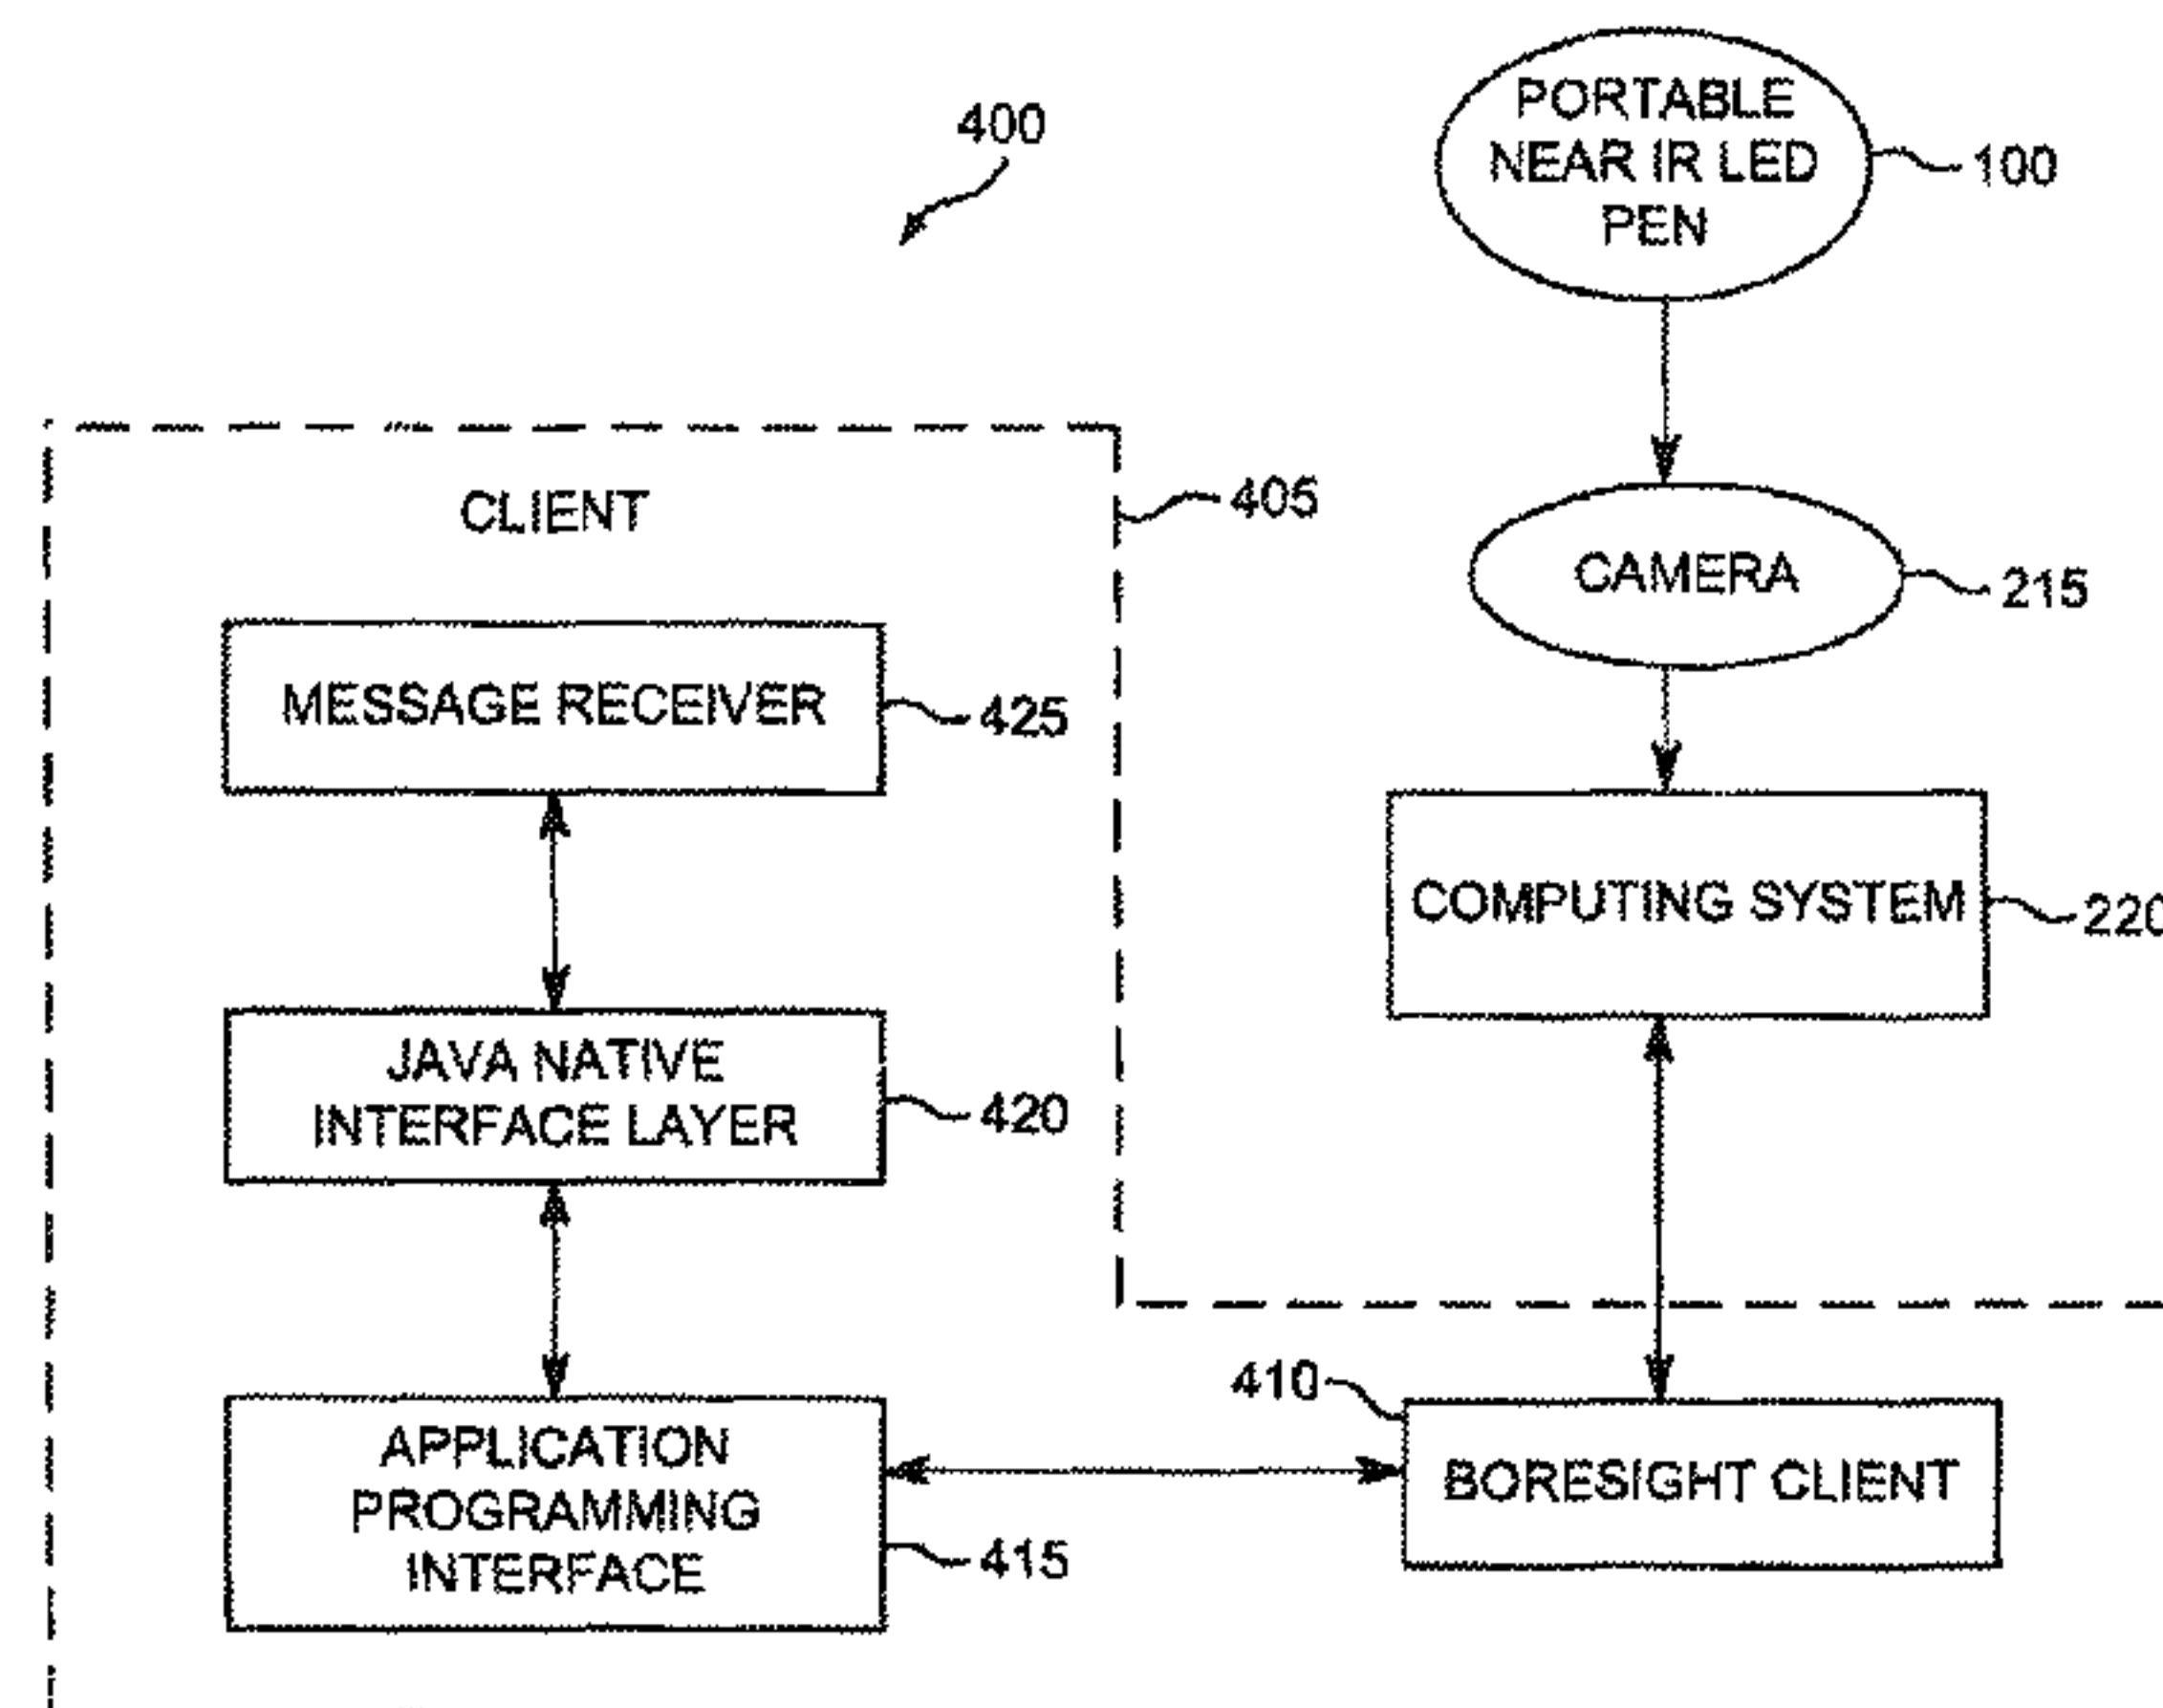 400
PORTABLE
NEAR IR LED
PEN
100
CLIENT
405
CAMERA
215
MESSAGE RECEIVER
425
COMPUTING SYSTEM
220
JAVA NATIVE
INTERFACE LAYER
420
410
APPLICATION
PROGRAMMING
INTERFACE
415
BORESIGHT CLIENT